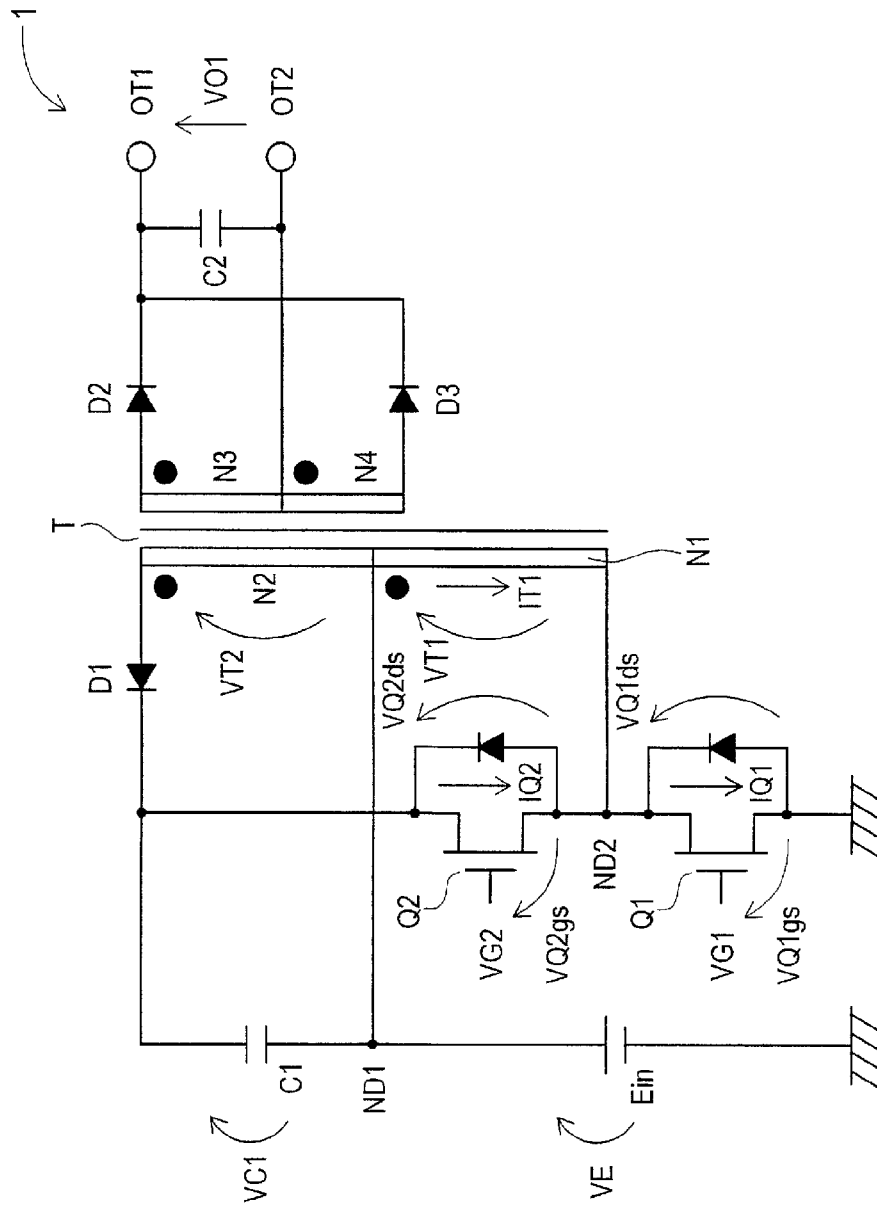 1
OT1
VO1
OT2
C2
D2
D3
N3
N4
T
N1
N2
IT1
VT2
VT1
D1
VQ2ds
VQ1ds
IQ2
IQ1
ND2
Q2
VG2
VQ2gs
Q1
VG1
VQ1gs
C1
ND1
Ein
VC1
VE